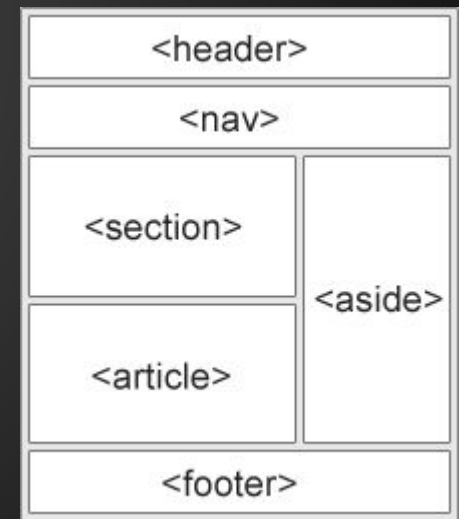 <header>
<nav>
<section>
<aside>
<article>
<footer>